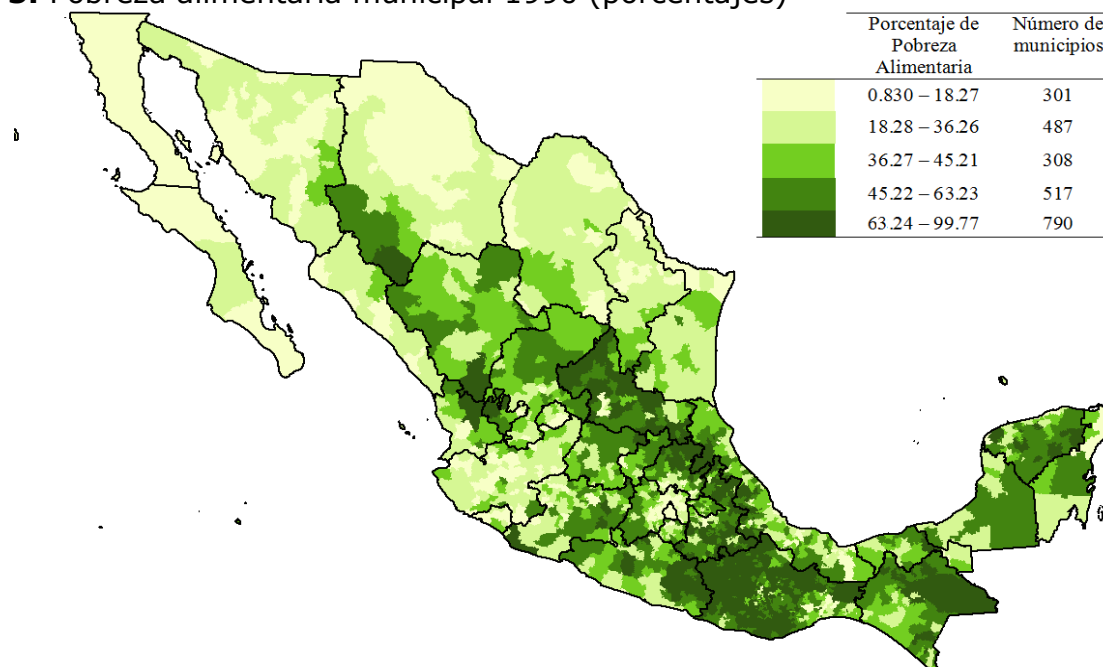 3. Pobreza alimentaria municipal 1990 (porcentajes)
Porcentaje de Número de
Pobreza municipios
Alimentaria
0.830 – 18.27 301
18.28 – 36.26 487
36.27 – 45.21 308
45.22 – 63.23 517
63.24 – 99.77 790